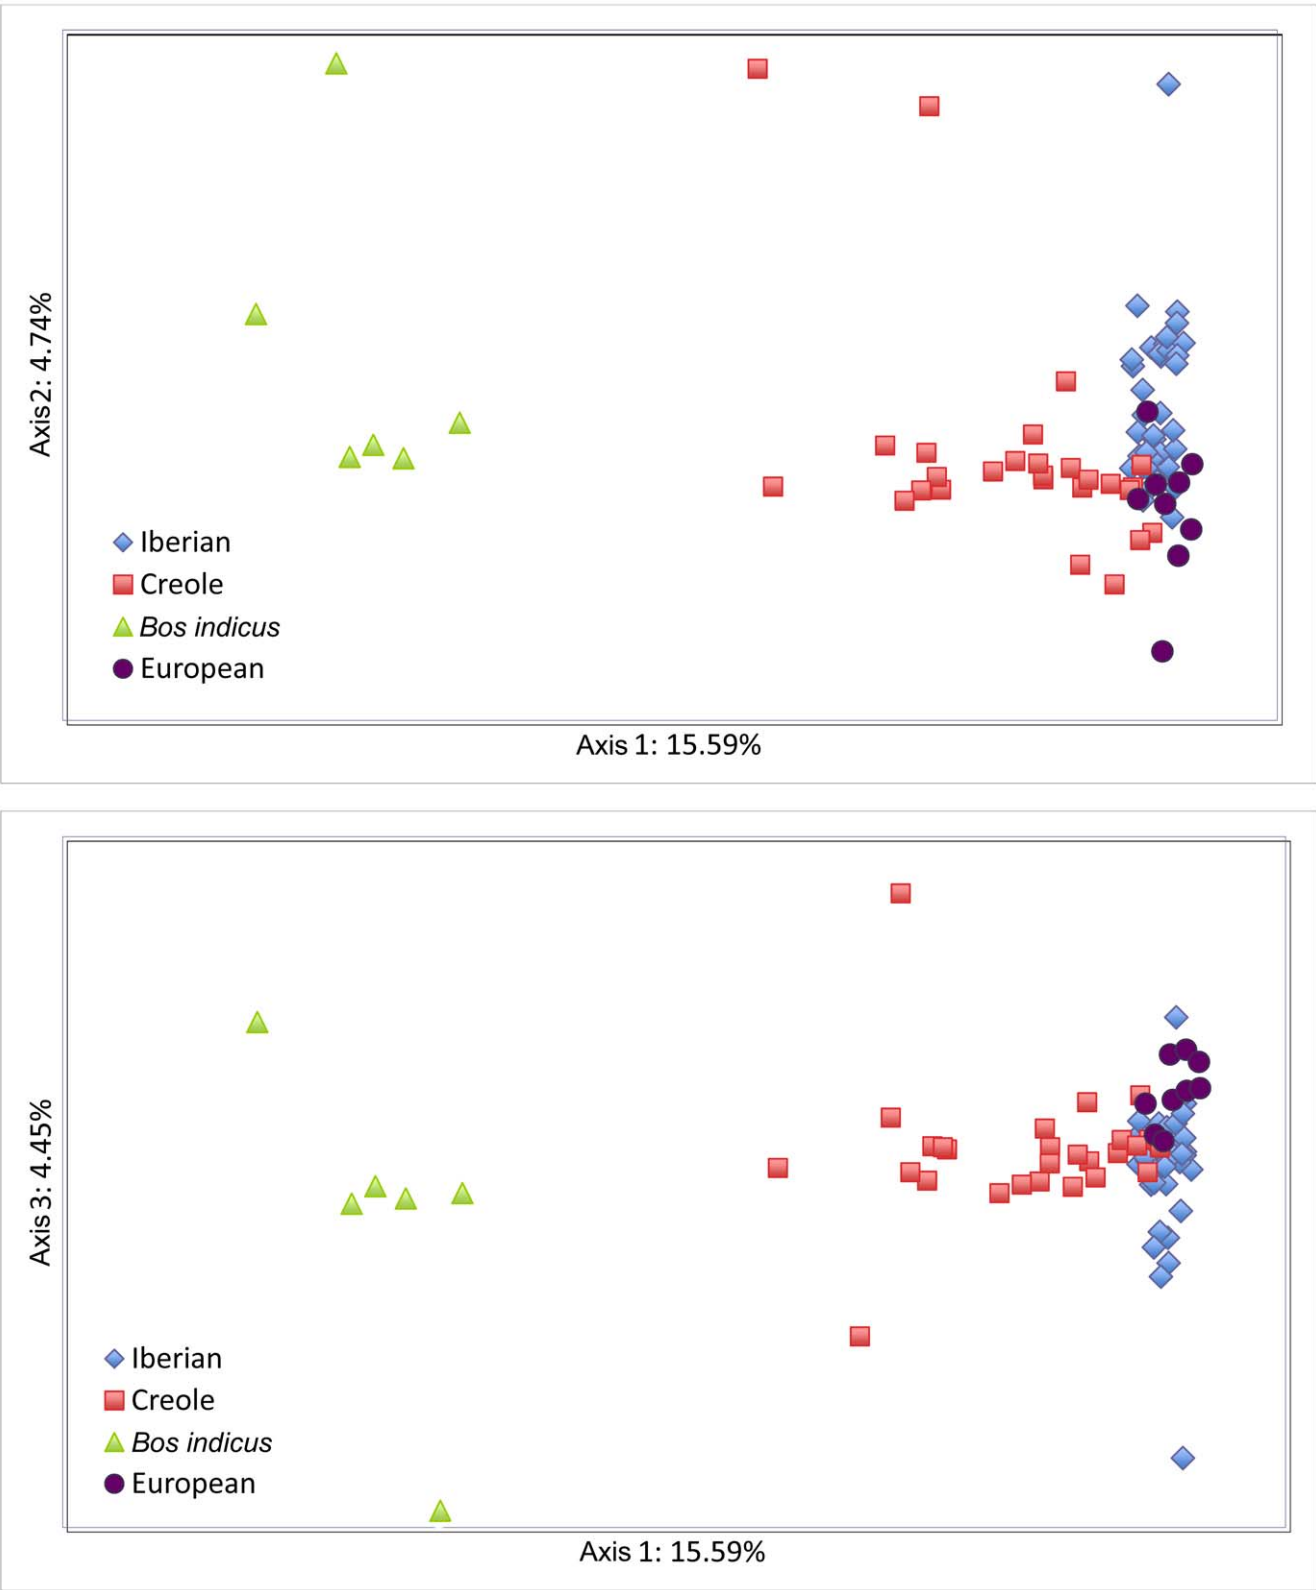 Axis2: 4.74%
Iberian
Creole
Bos indicus
European
Axis 1: 15.59%
Axis 3: 4.45%
Iberian
Creole
Bos indicus
European
Axis 1: 15.59%